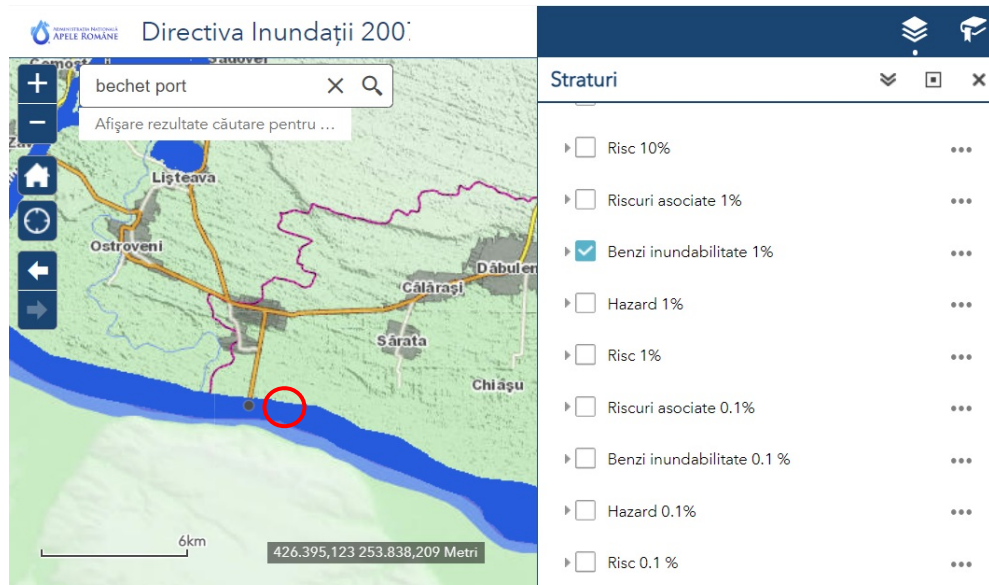 ADMINISTRAȚIA NAȚIONALĂ
APELE ROMÂNE
Directiva Inundații 2007
Straturi
bechet port
Afișare rezultate căutare pentru ...
Lișteava
Ostroveni
Dăbulen
Călărași
Sărata
Chiașu
6km
426.395,123 253.838,209 Metri
Risc 10%
Riscuri asociate 1%
Benzi inundabilitate 1%
Hazard 1%
Risc 1%
Riscuri asociate 0.1%
Benzi inundabilitate 0.1 %
Hazard 0.1%
Risc 0.1 %